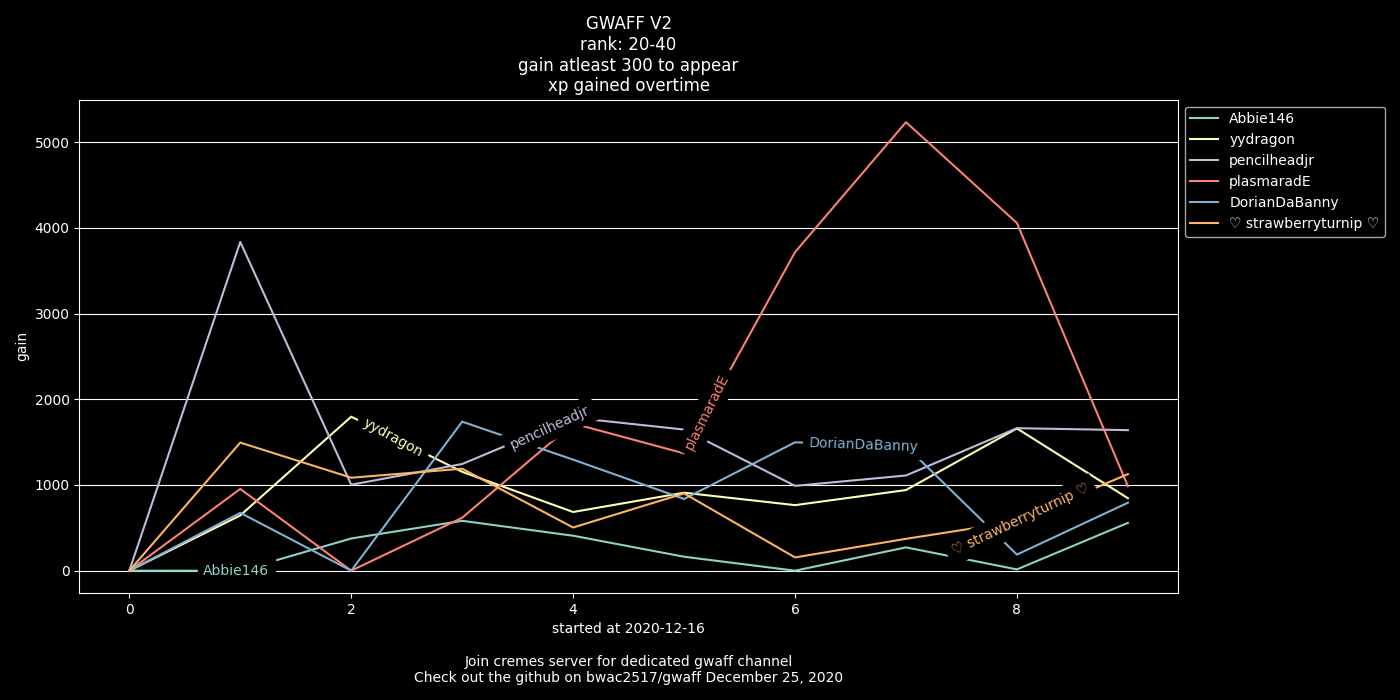 GWAFF V2
rank: 20-40
gain atleast 300 to appear
xp gained overtime
Abbie146
yydragon
pencilheadjr
plasmaradE
DorianDaBanny
♡ strawberryturnip ♡
5000
4000
3000
2000
1000
0
gain
yydragon
pencilheadjr
plasmaradE
DorianDaBanny
♡ strawberryturnip ♡
Abbie146
0 2 4 6 8
started at 2020-12-16
Join cremes server for dedicated gwaff channel
Check out the github on bwac2517/gwaff December 25, 2020